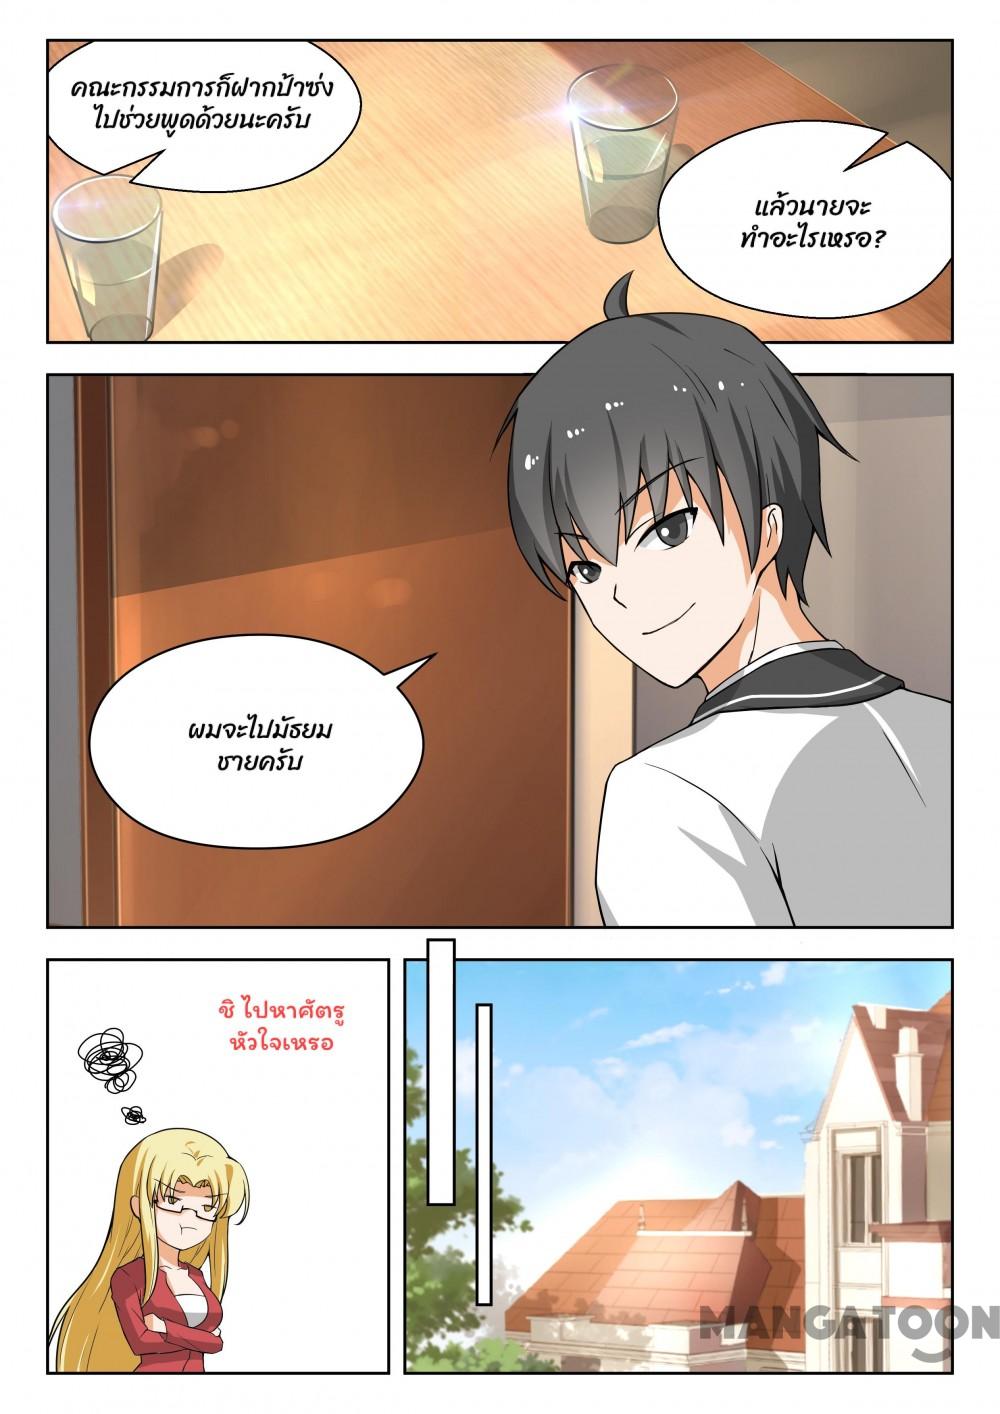 คณะกรรมการก็ฝากป้าซ่ง
ไปช่วยพูดด้วยนะครับ
แล้วนายจะ
ทำอะไรเหรอ?
ผมจะไปมัธยม
ชายครับ
ชิ ไปหาศัตรู
หัวใจเหรอ
MANGATOON